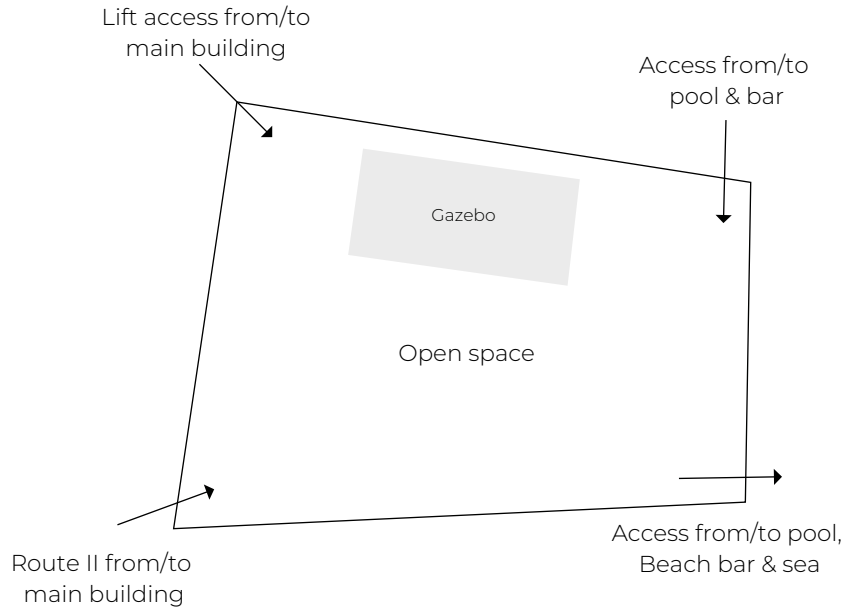 Lift access from/to
main building
Access from/to
pool & bar
Gazebo
Open space
Route II from/to
main building
Access from/to pool,
Beach bar & sea